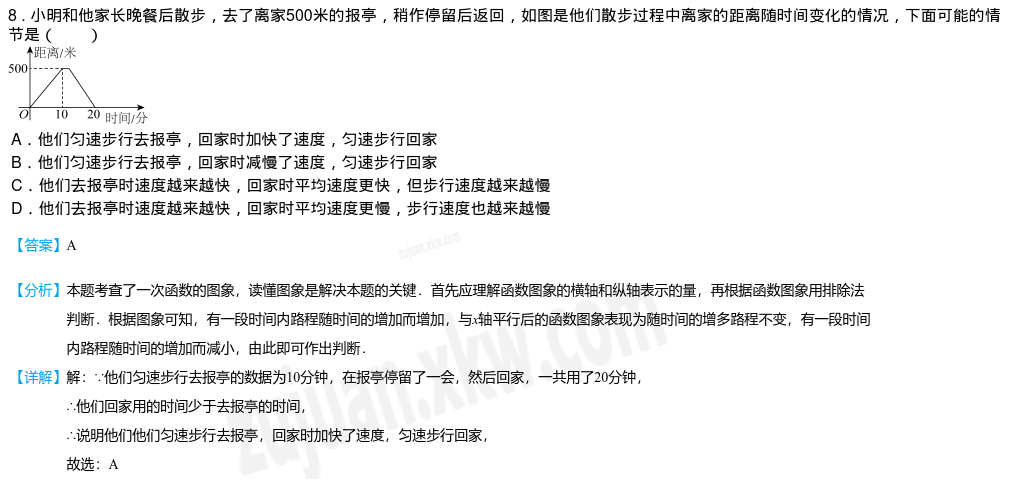 8．小明和他家长晚餐后散步，去了离家500米的报亭，稍作停留后返回，如图是他们散步过程中离家的距离随时间变化的情况，下面可能的情
节是（　　）
距离/米
500
O 10 20 时间/分
A．他们匀速步行去报亭，回家时加快了速度，匀速步行回家
B．他们匀速步行去报亭，回家时减慢了速度，匀速步行回家
C．他们去报亭时速度越来越快，回家时平均速度更快，但步行速度越来越慢
D．他们去报亭时速度越来越快，回家时平均速度更慢，步行速度也越来越慢
【答案】A
zujuan.xkw.com
【分析】本题考查了一次函数的图象，读懂图象是解决本题的关键．首先应理解函数图象的横轴和纵轴表示的量，再根据函数图象用排除法
判断．根据图象可知，有一段时间内路程随时间的增加而增加，与x轴平行后的函数图象表现为随时间的增多路程不变，有一段时间
内路程随时间的增加而减小，由此即可作出判断．
【详解】解：∵他们匀速步行去报亭的数据为10分钟，在报亭停留了一会，然后回家，一共用了20分钟，
∴他们回家用的时间少于去报亭的时间，
∴说明他们他们匀速步行去报亭，回家时加快了速度，匀速步行回家，
故选：A
zujuan.xkw.com